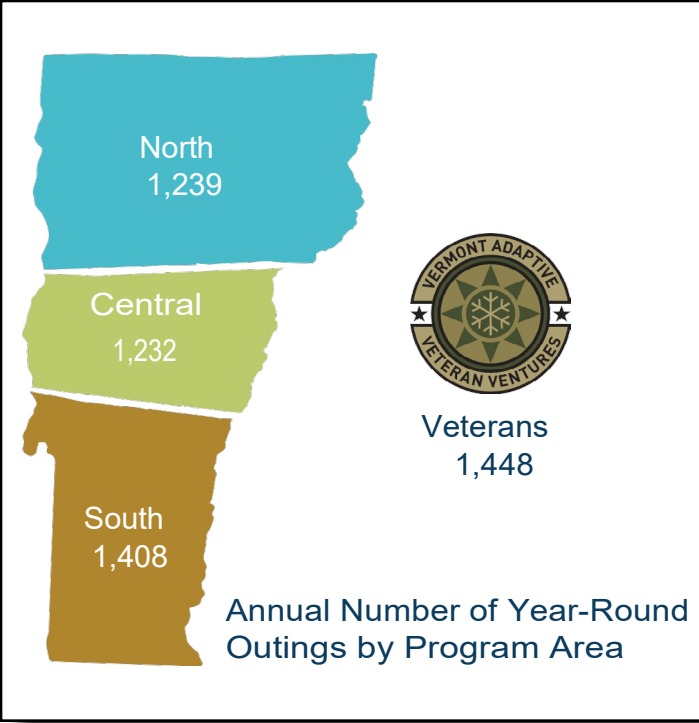 North
1,239
Central
1,232
South
1,408
VERMONT ADAPTIVE
VETERAN VENTURES
Veterans
1,448
Annual Number of Year-Round
Outings by Program Area